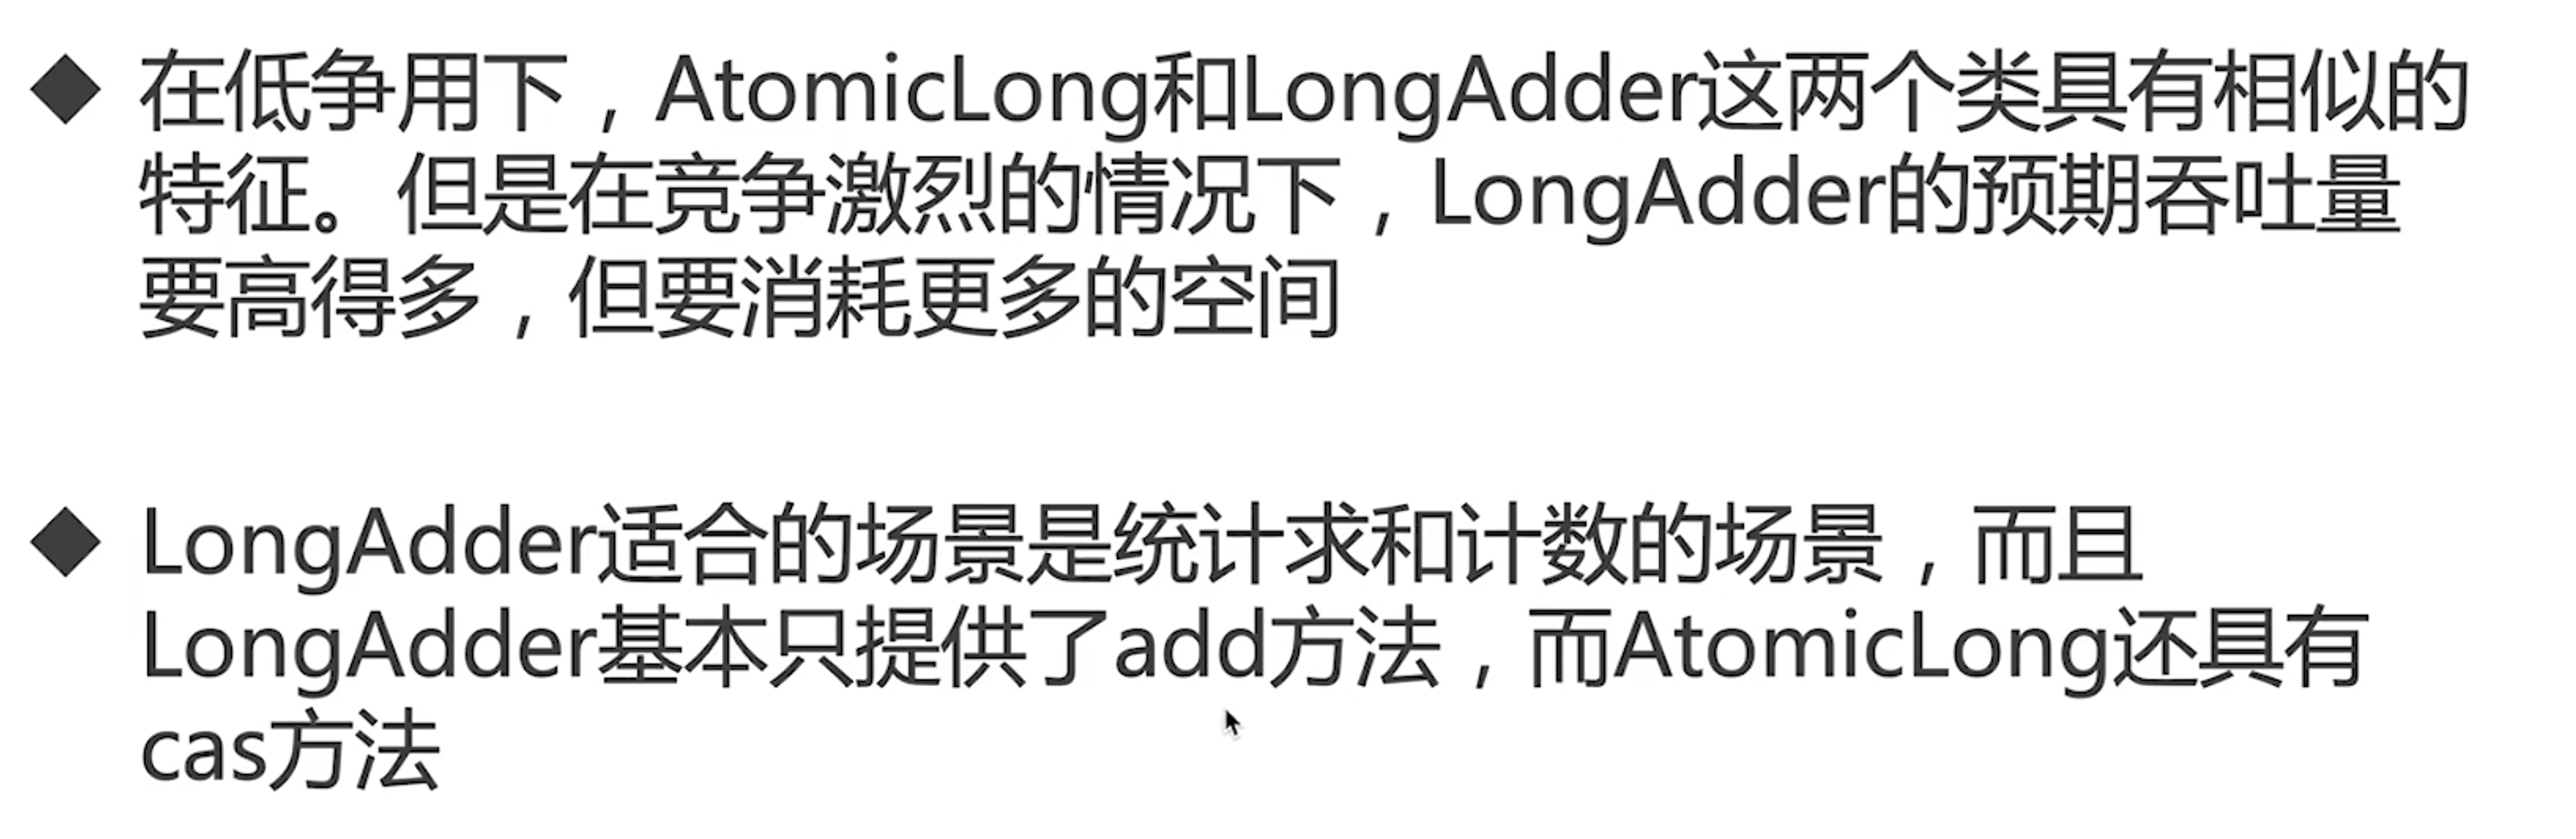 在低争用下，AtomicLong和LongAdder这两个类具有相似的
特征。但是在竞争激烈的情况下，LongAdder的预期吞吐量
要高得多，但要消耗更多的空间
LongAdder适合的场景是统计求和计数的场景，而且
LongAdder基本只提供了add方法，而AtomicLong还具有
cas方法